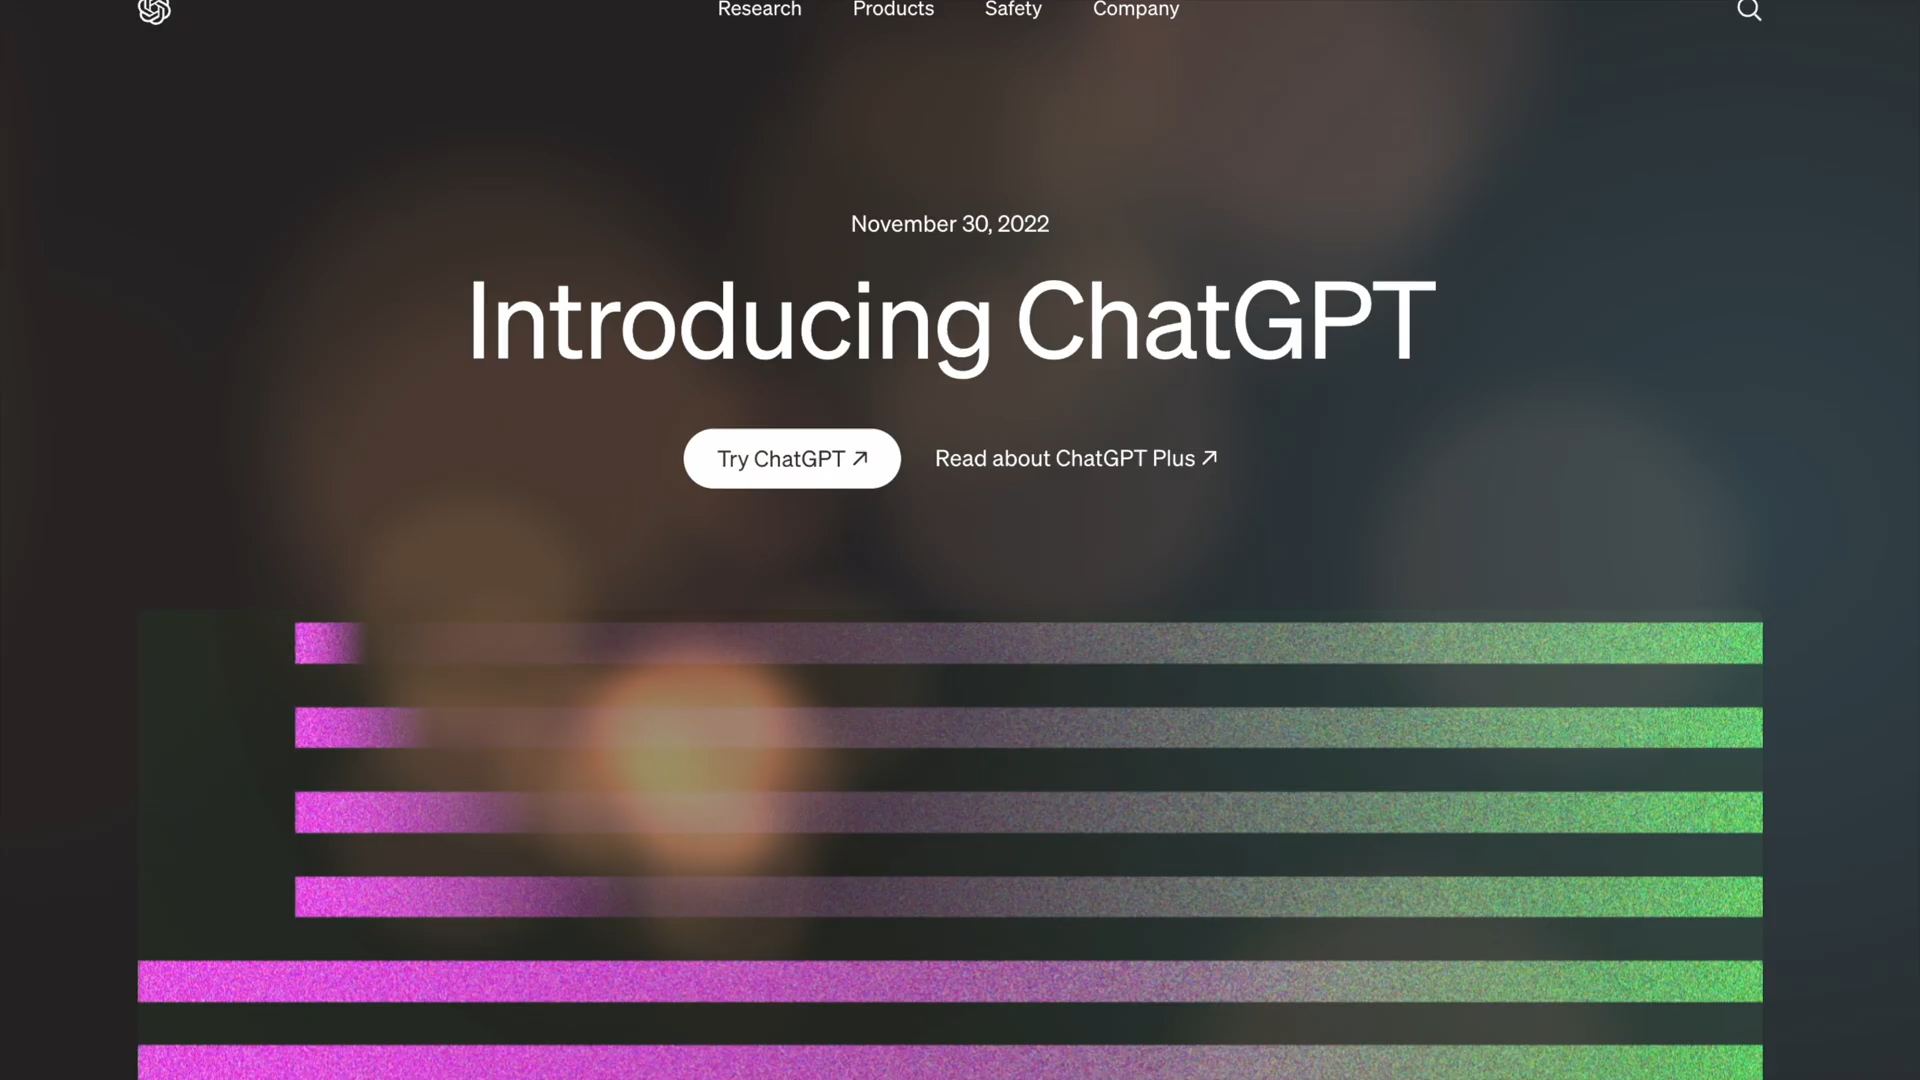 Research Products Safety Company
November 30, 2022
Introducing ChatGPT
Try ChatGPT ↗ Read about ChatGPT Plus ↗